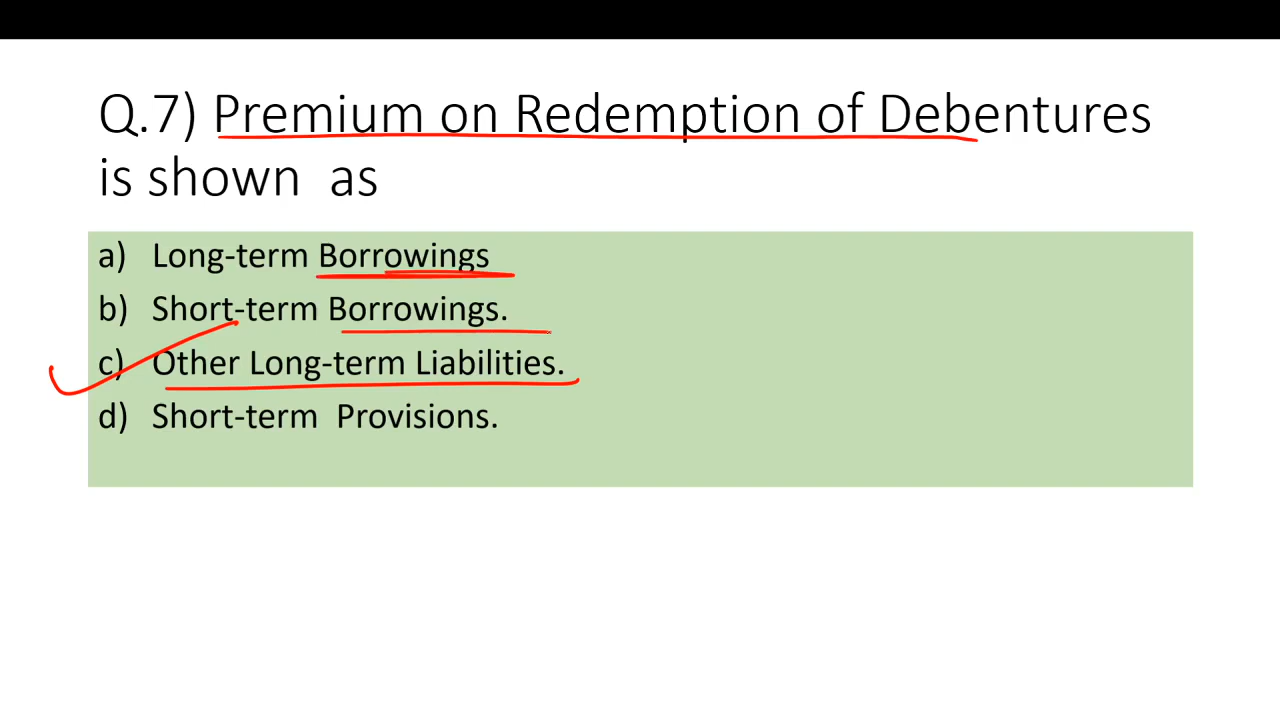 Q.7) Premium on Redemption of Debentures
is shown as
a) Long-term Borrowings
b) Short-term Borrowings.
c) Other Long-term Liabilities.
d) Short-term Provisions.